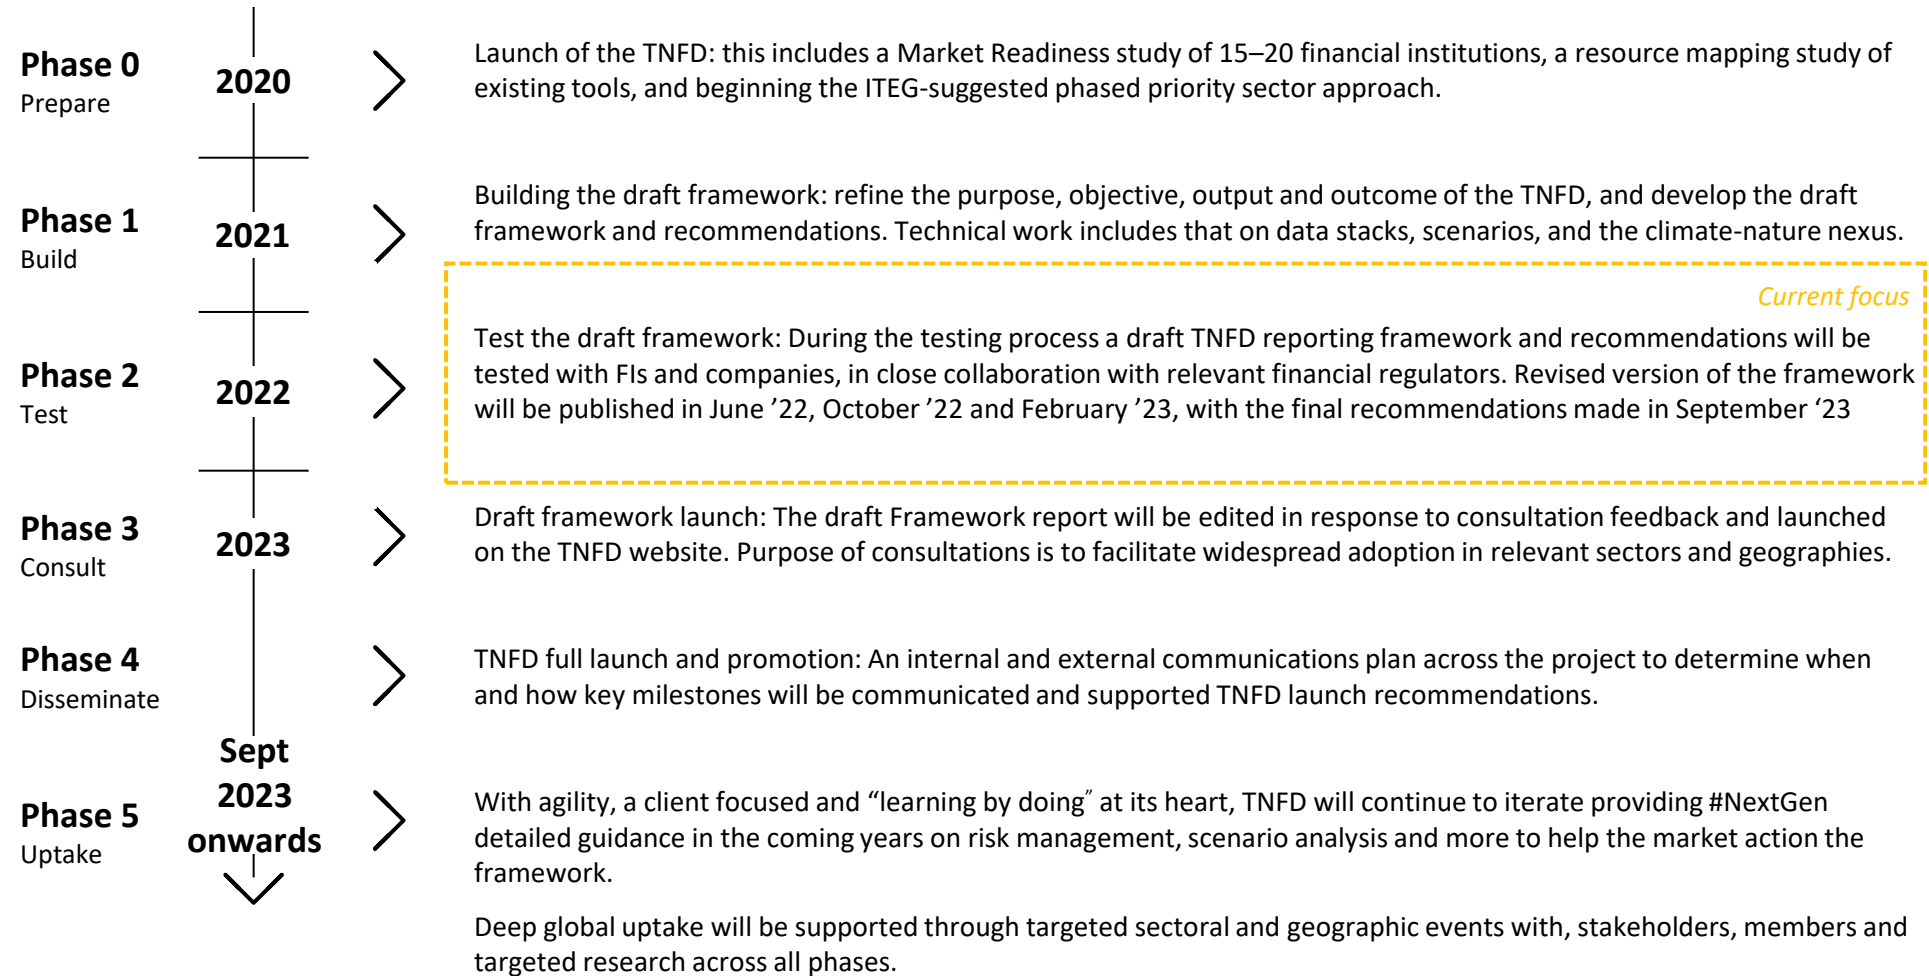 Phase 0
Prepare
2020
Launch of the TNFD: this includes a Market Readiness study of 15–20 financial institutions, a resource mapping study of
existing tools, and beginning the ITEG-suggested phased priority sector approach.
Phase 1
Build
2021
Building the draft framework: refine the purpose, objective, output and outcome of the TNFD, and develop the draft
framework and recommendations. Technical work includes that on data stacks, scenarios, and the climate-nature nexus.
Current focus
Phase 2
Test
2022
Test the draft framework: During the testing process a draft TNFD reporting framework and recommendations will be
tested with FIs and companies, in close collaboration with relevant financial regulators. Revised version of the framework
will be published in June ’22, October ’22 and February ’23, with the final recommendations made in September ‘23
Phase 3
Consult
2023
Draft framework launch: The draft Framework report will be edited in response to consultation feedback and launched
on the TNFD website. Purpose of consultations is to facilitate widespread adoption in relevant sectors and geographies.
Phase 4
Disseminate
TNFD full launch and promotion: An internal and external communications plan across the project to determine when
and how key milestones will be communicated and supported TNFD launch recommendations.
Phase 5
Uptake
Sept
2023
onwards
With agility, a client focused and “learning by doing” at its heart, TNFD will continue to iterate providing #NextGen
detailed guidance in the coming years on risk management, scenario analysis and more to help the market action the
framework.
Deep global uptake will be supported through targeted sectoral and geographic events with, stakeholders, members and
targeted research across all phases.